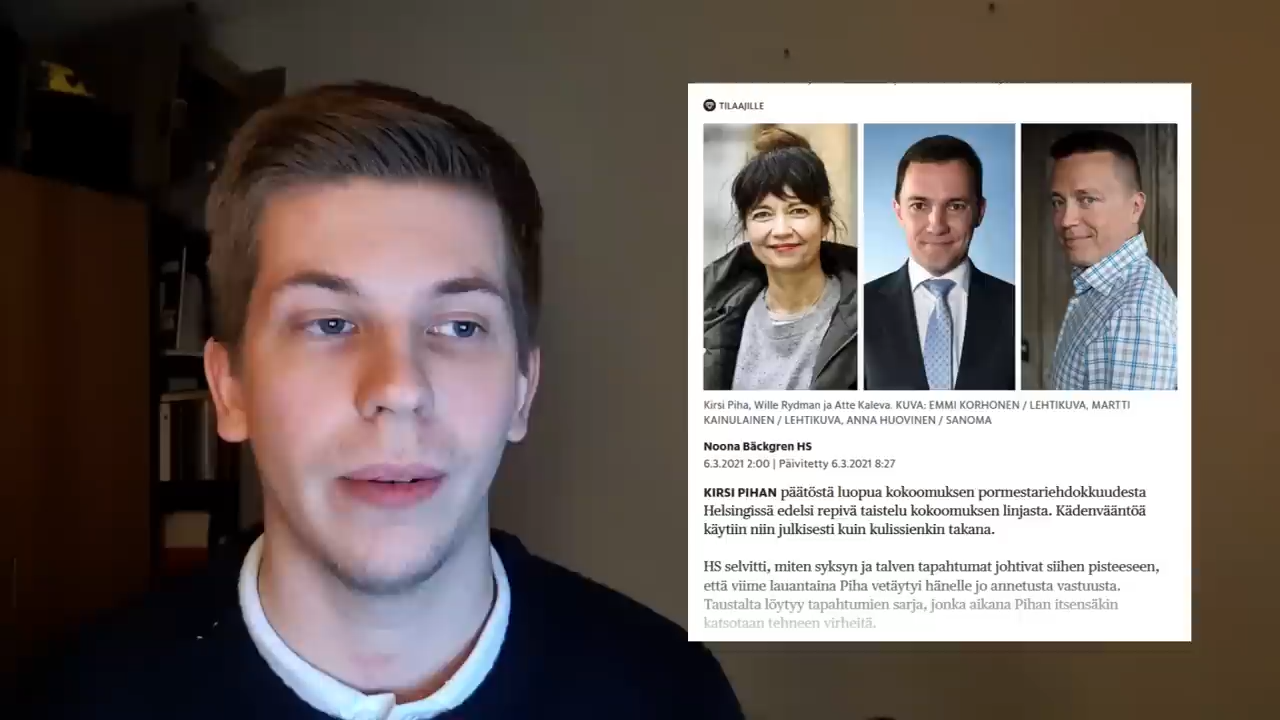 TILAAJILLE
Kirsi Piha, Wille Rydman ja Atte Kaleva. KUVA: EMMI KORHONEN / LEHTIKUVA, MARTTI
KAINULAINEN / LEHTIKUVA, ANNA HUOVINEN / SANOMA
Noona Bäckgren HS
6.3.2021 2:00 | Päivitetty 6.3.2021 8:27
KIRSI PIHAN päätöstä luopua kokoomuksen pormestariehdokkuudesta
Helsingissä edelsi repivä taistelu kokoomuksen linjasta. Kädenvääntöä
käytiin niin julkisesti kuin kulissienkin takana.
HS selvitti, miten syksyn ja talven tapahtumat johtivat siihen pisteeseen,
että viime lauantaina Piha vetäytyi hänelle jo annetusta vastuusta.
Taustalta löytyy tapahtumien sarja, jonka aikana Pihan itsensäkin
katsotaan tehneen virheitä.